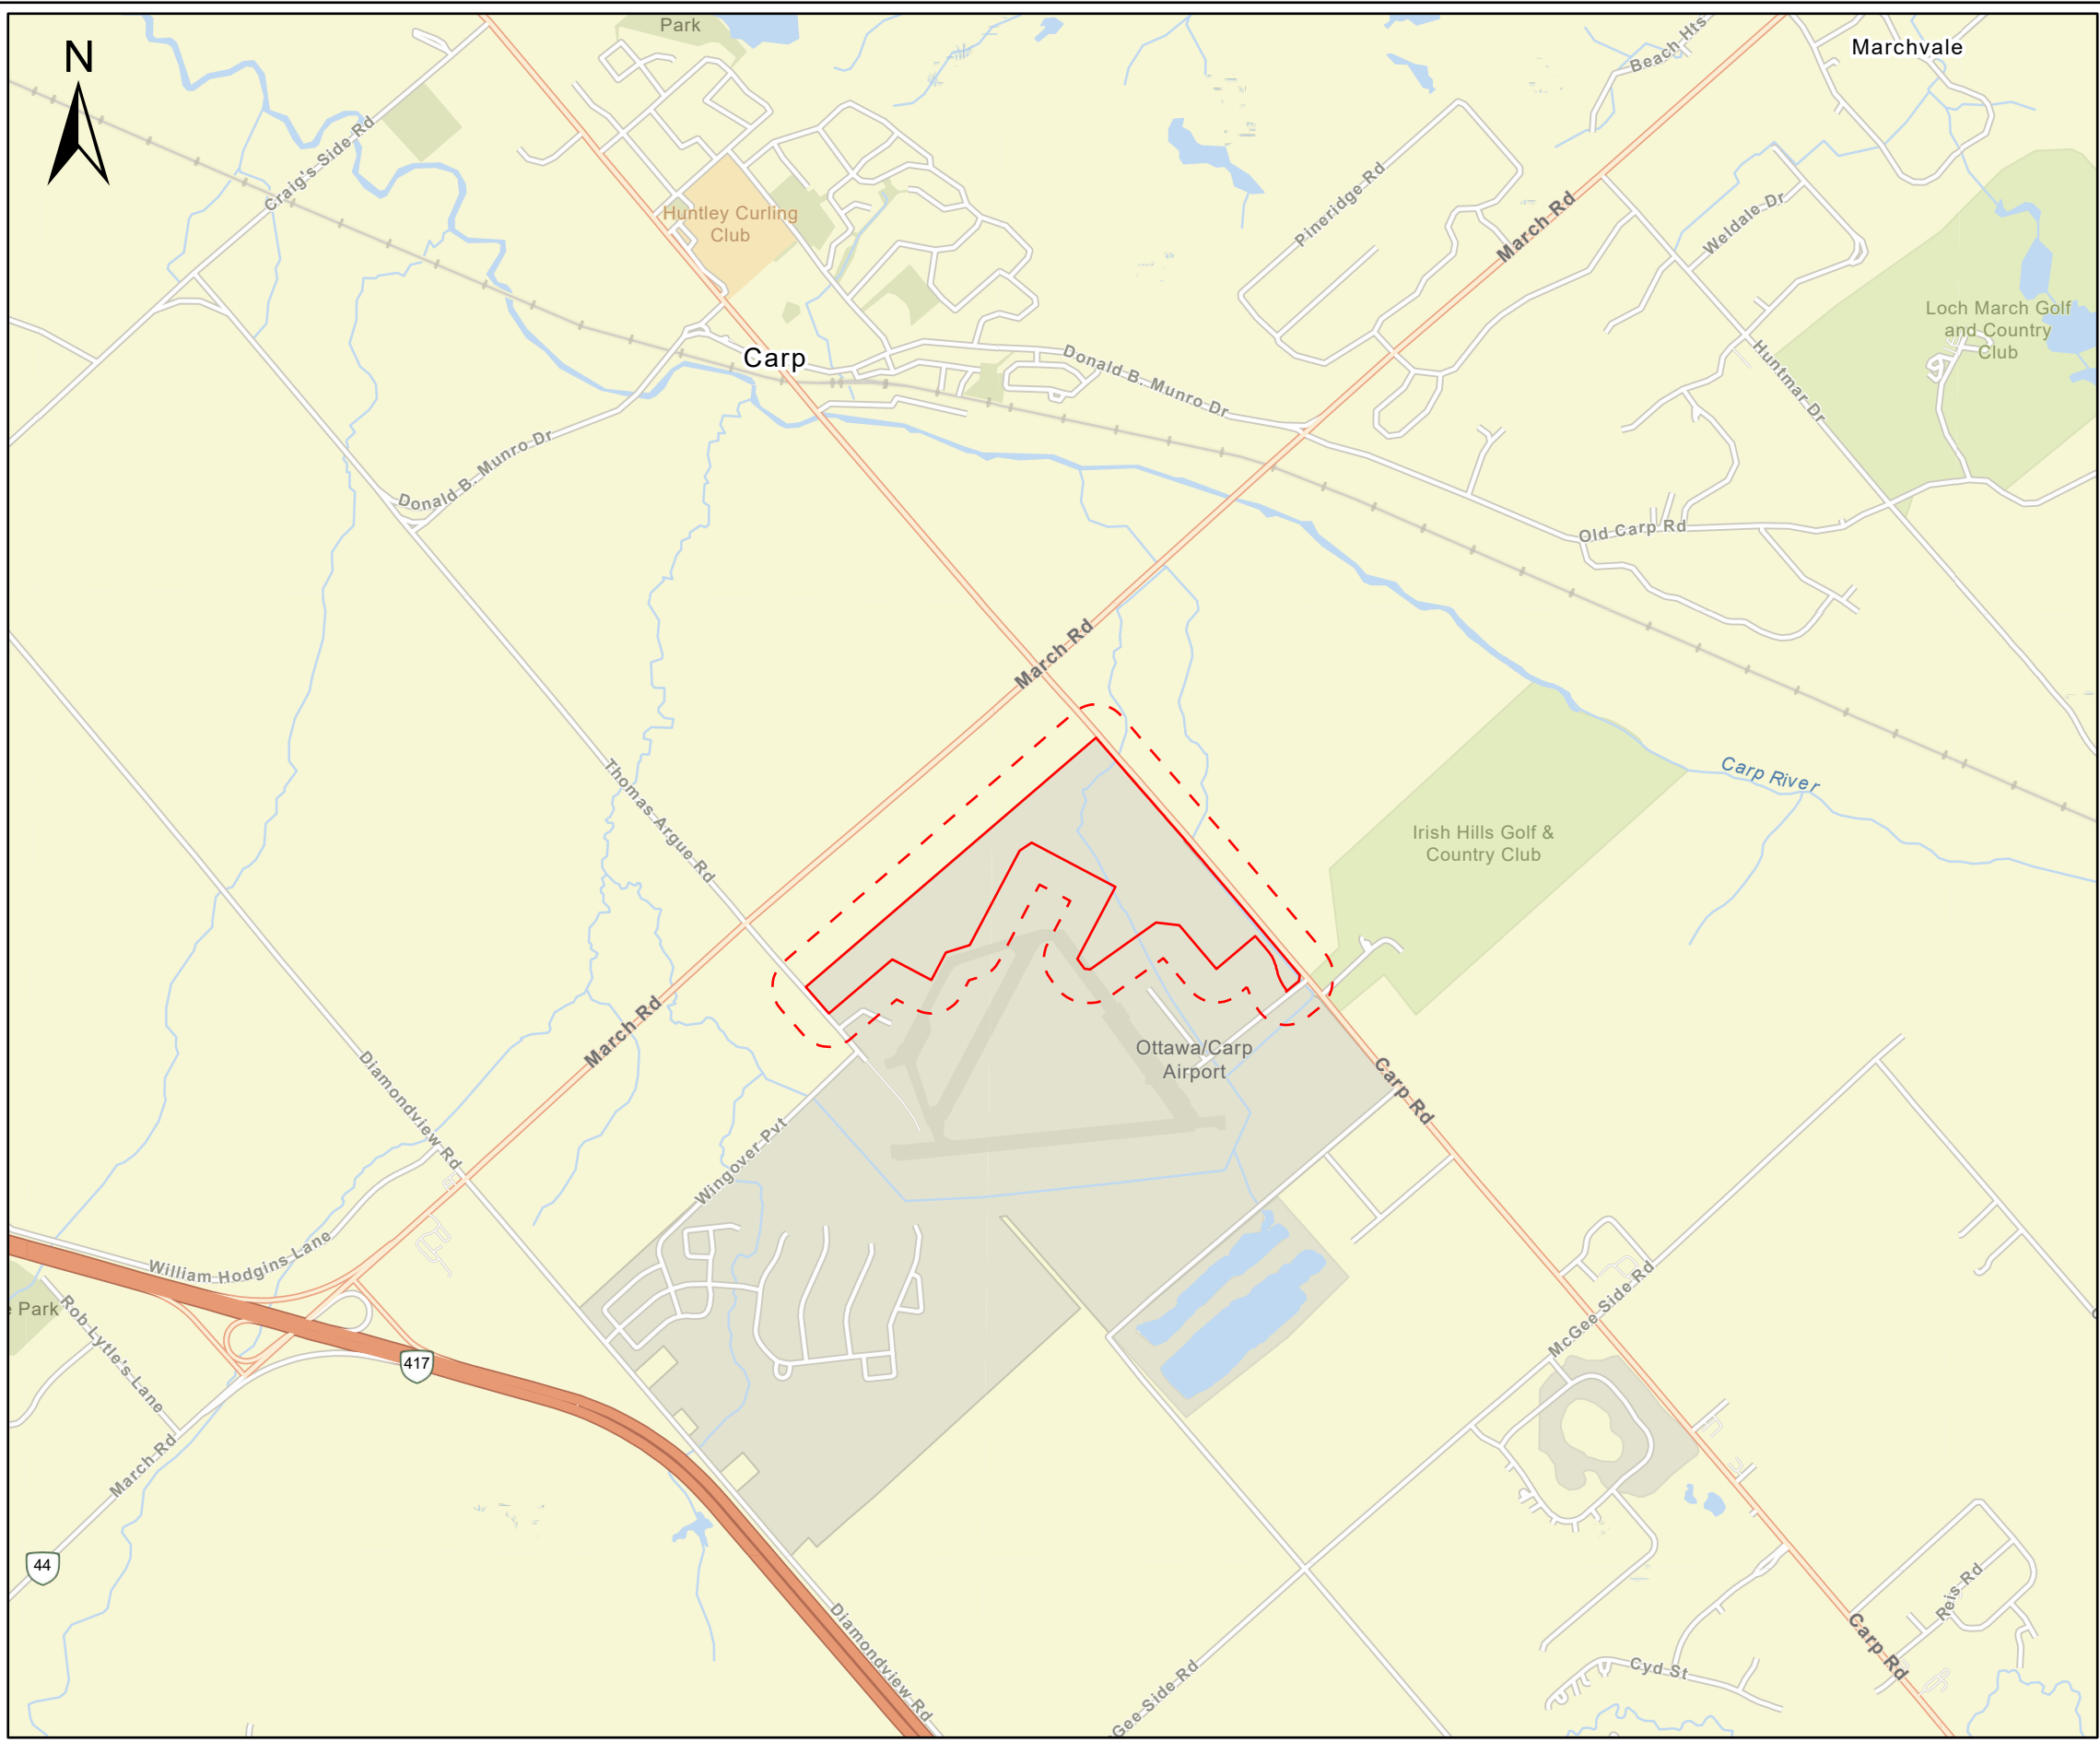 Park
Beach Hts
Marchvale
N
Craig's Side Rd
Huntley Curling
Club
Pineridge Rd
March Rd
Weldale Dr
Loch March Golf
and Country
Club
Carp
Donald B. Munro Dr
Huntmar Dr
Donald B. Munro Dr
Old Carp Rd
March Rd
Carp River
Thomas Argue Rd
Irish Hills Golf &
Country Club
March Rd
Ottawa/Carp
Airport
Diamondview Rd
Carp Rd
Wingover Pvt
William Hodgins Lane
e Park
Rob Lytle's Lane
417
McGee Side Rd
March Rd
44
Reis Rd
Diamondview Rd
Cyd St
Carp Rd
Gee Side Rd